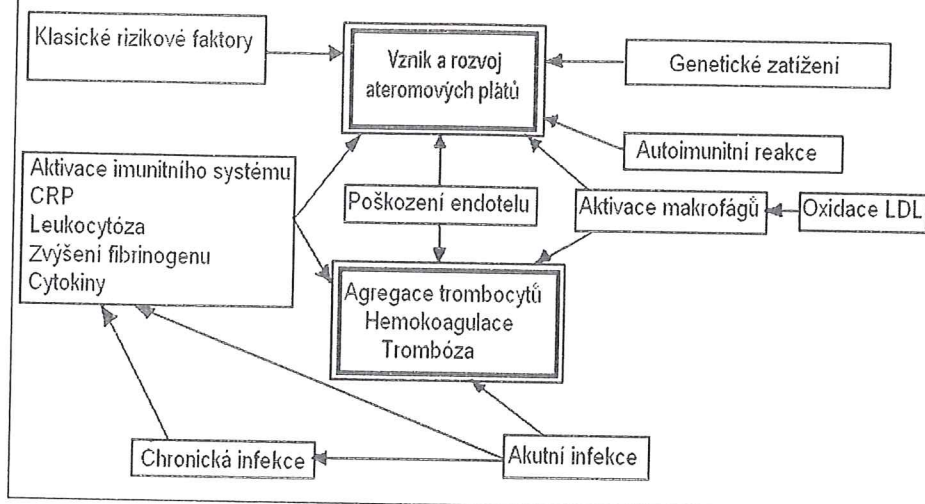 Klasické rizikové faktory
Vznik a rozvoj
ateromových plátů
Genetické zatížení
Autoimunitní reakce
Aktivace imunitního systému
CRP
Leukocytóza
Zvýšení fibrinogenu
Cytokiny
Poškození endotelu
Aktivace makrofágů
Oxidace LDL
Agregace trombocytů
Hemokoagulace
Trombóza
Chronická infekce
Akutní infekce